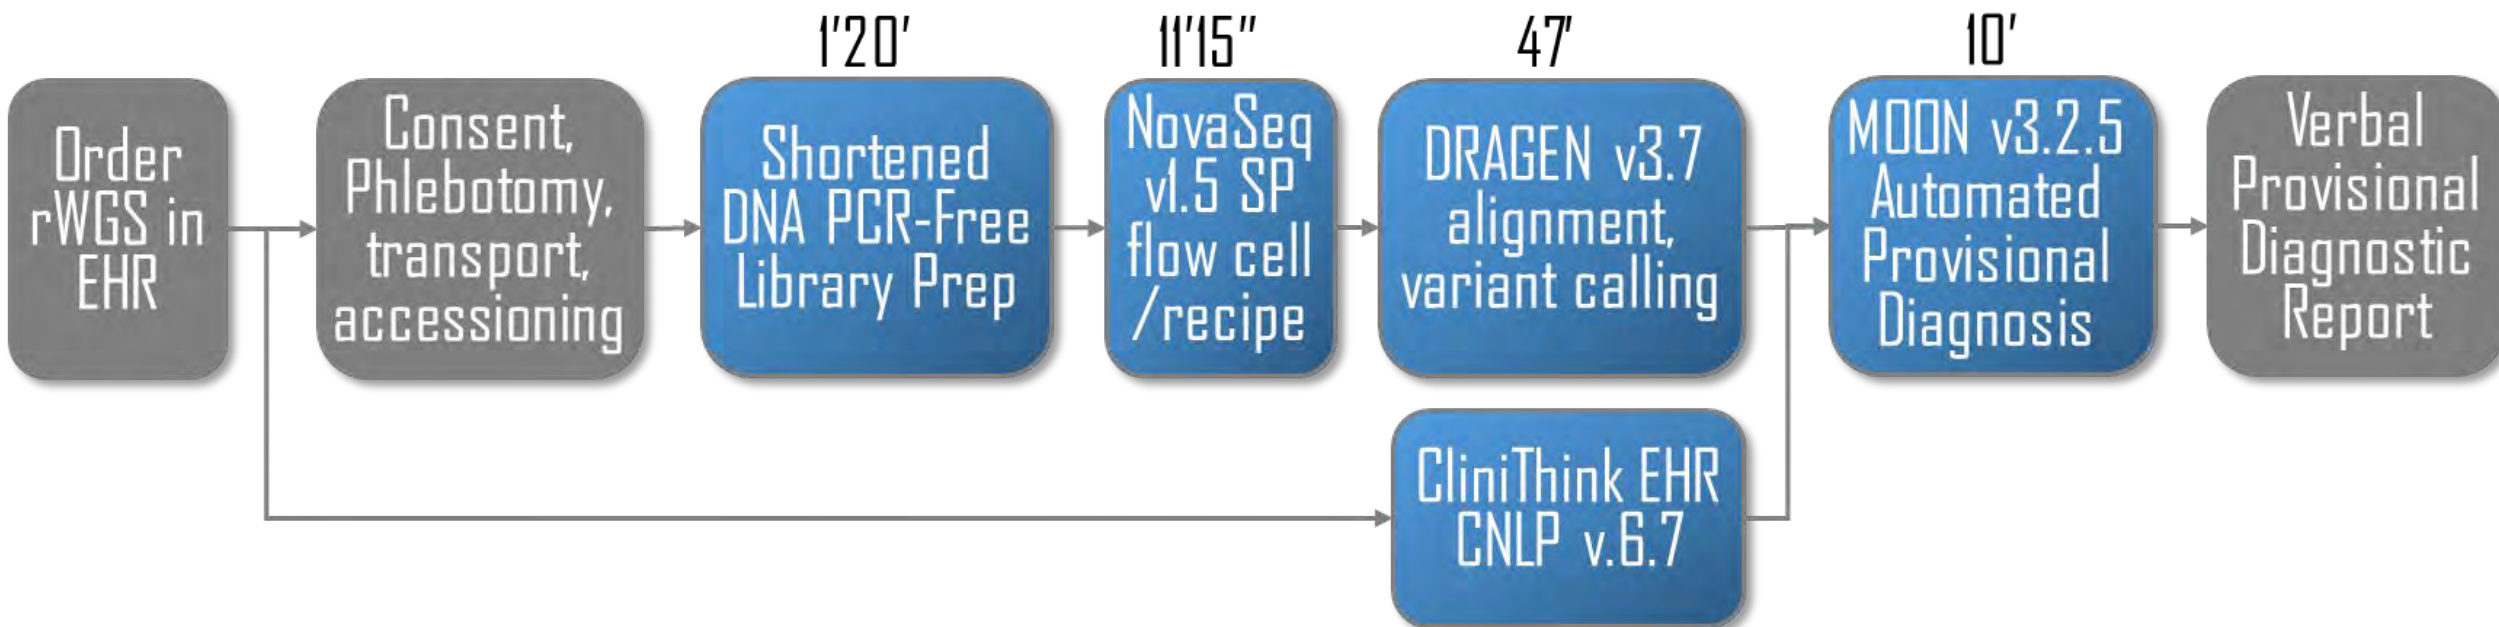 1'20'
11'15"
47'
10'
Order
rWGS in
EHR
Consent,
Phlebotomy,
transport,
accessioning
Shortened
DNA PCR-Free
Library Prep
NovaSeq
v1.5 SP
flow cell
/recipe
DRAGEN v3.7
alignment,
variant calling
MOON v3.2.5
Automated
Provisional
Diagnosis
Verbal
Provisional
Diagnostic
Report
CliniThink EHR
CNLP v.6.7